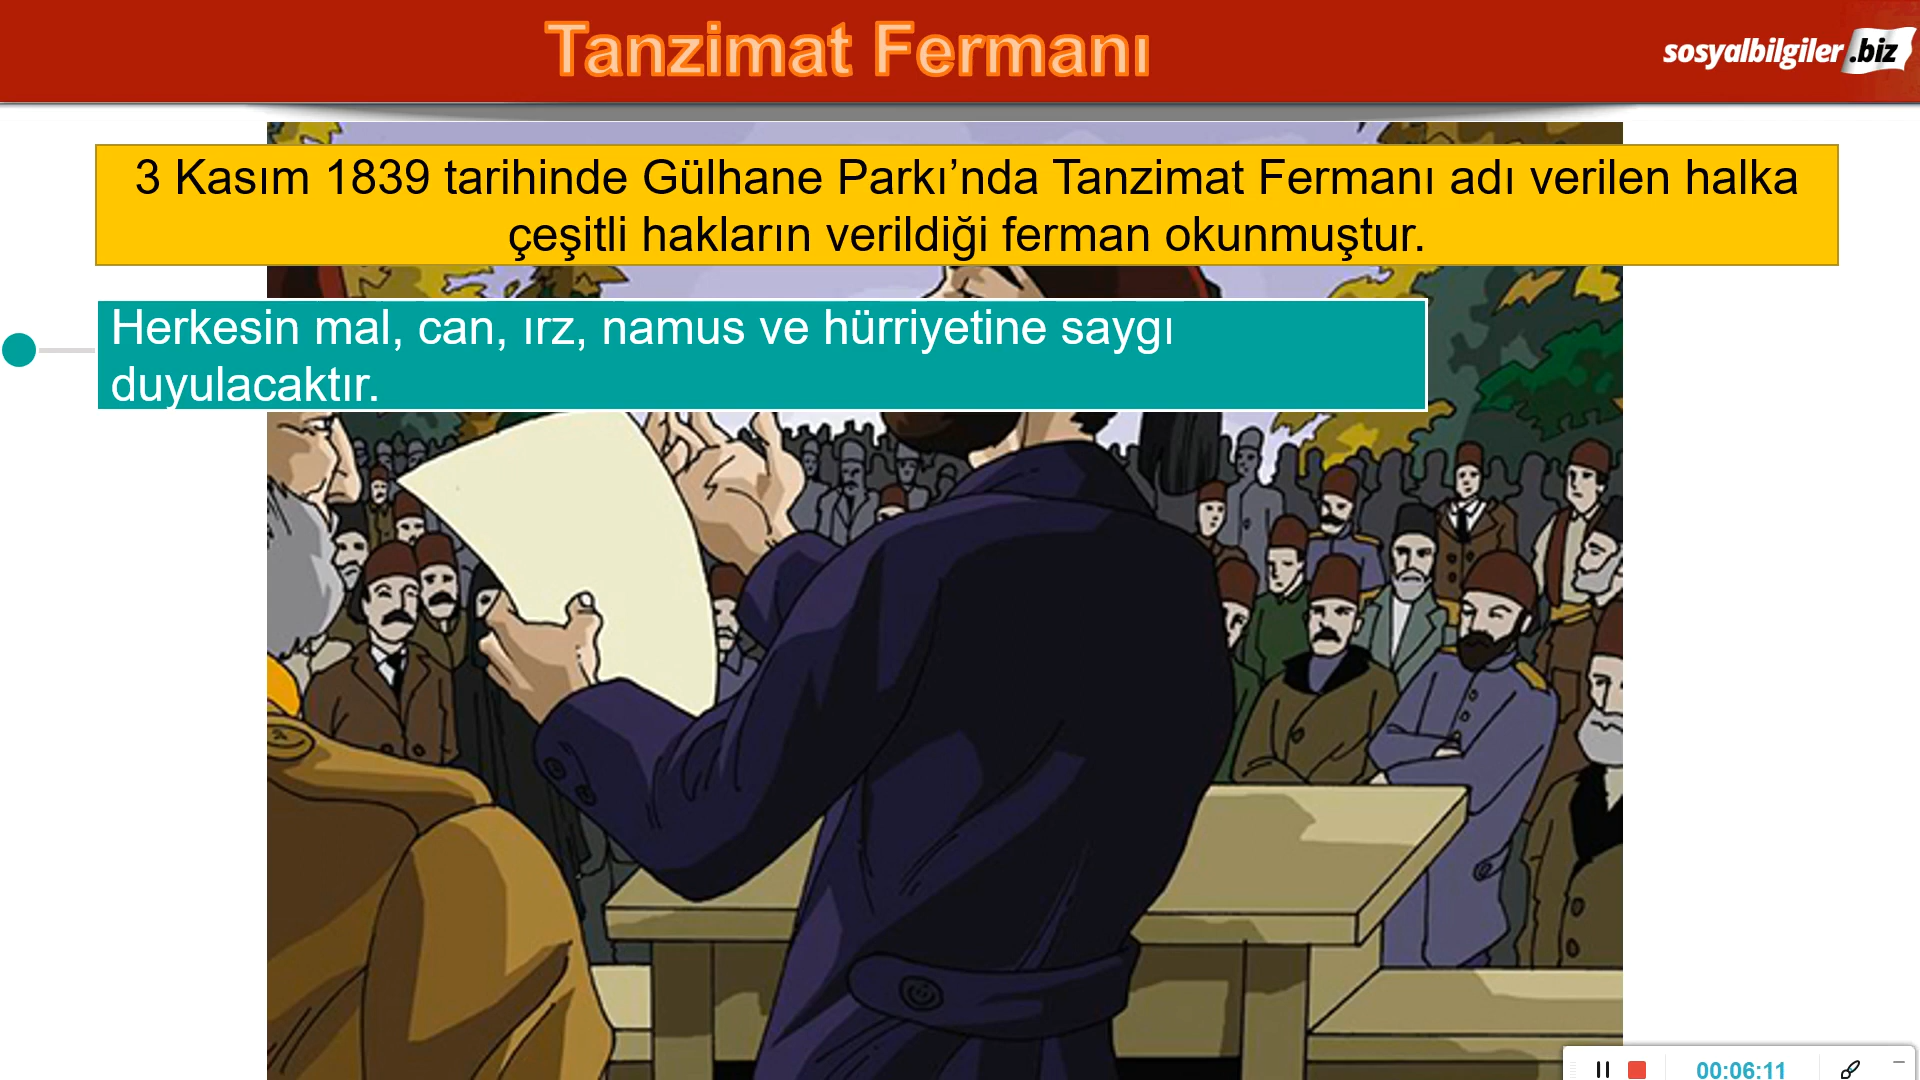 Tanzimat Fermanı
sosyalbilgiler.biz
3 Kasım 1839 tarihinde Gülhane Parkı’nda Tanzimat Fermanı adı verilen halka
çeşitli hakların verildiği ferman okunmuştur.
Herkesin mal, can, ırz, namus ve hürriyetine saygı
duyulacaktır.
00:06:11